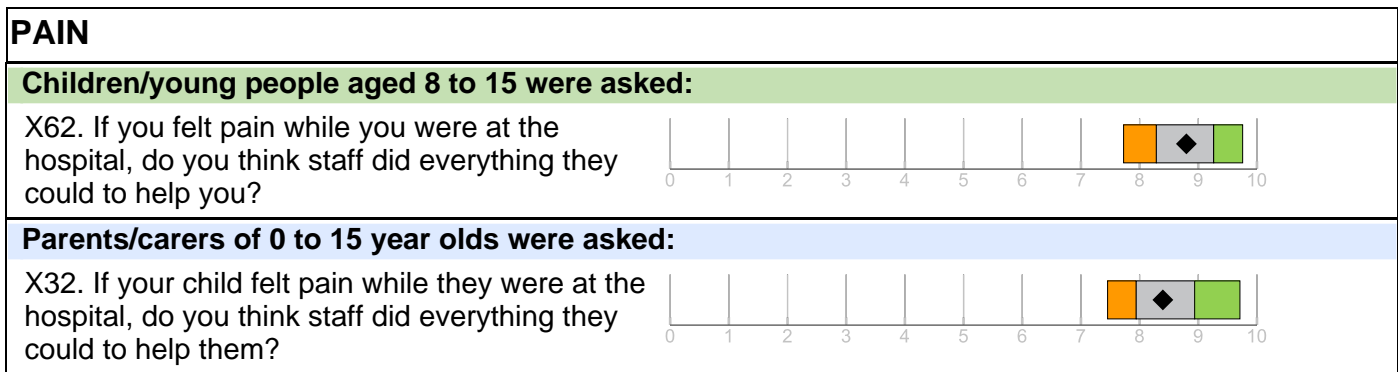 PAIN
Children/young people aged 8 to 15 were asked:
X62. If you felt pain while you were at the
hospital, do you think staff did everything they
could to help you?
0 1 2 3 4 5 6 7 8 9 10
Parents/carers of 0 to 15 year olds were asked:
X32. If your child felt pain while they were at the
hospital, do you think staff did everything they
could to help them?
0 1 2 3 4 5 6 7 8 9 10